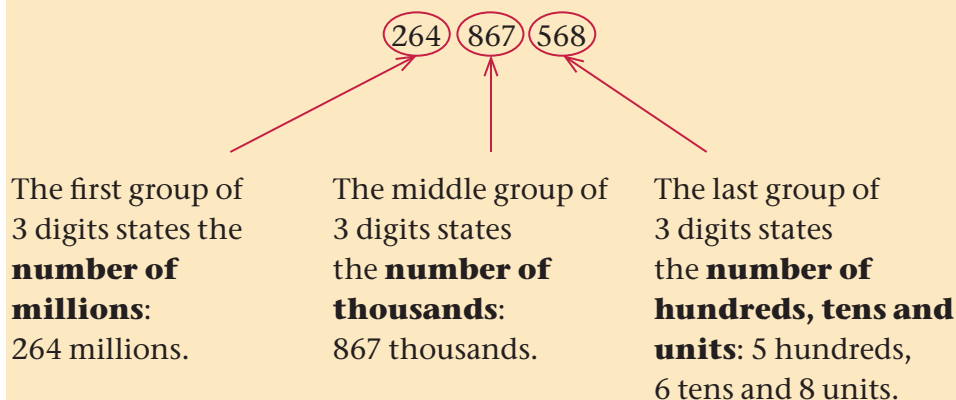 264 867 568
The first group of
3 digits states the
number of
millions:
264 millions.
The middle group of
3 digits states
the number of
thousands:
867 thousands.
The last group of
3 digits states
the number of
hundreds, tens and
units: 5 hundreds,
6 tens and 8 units.